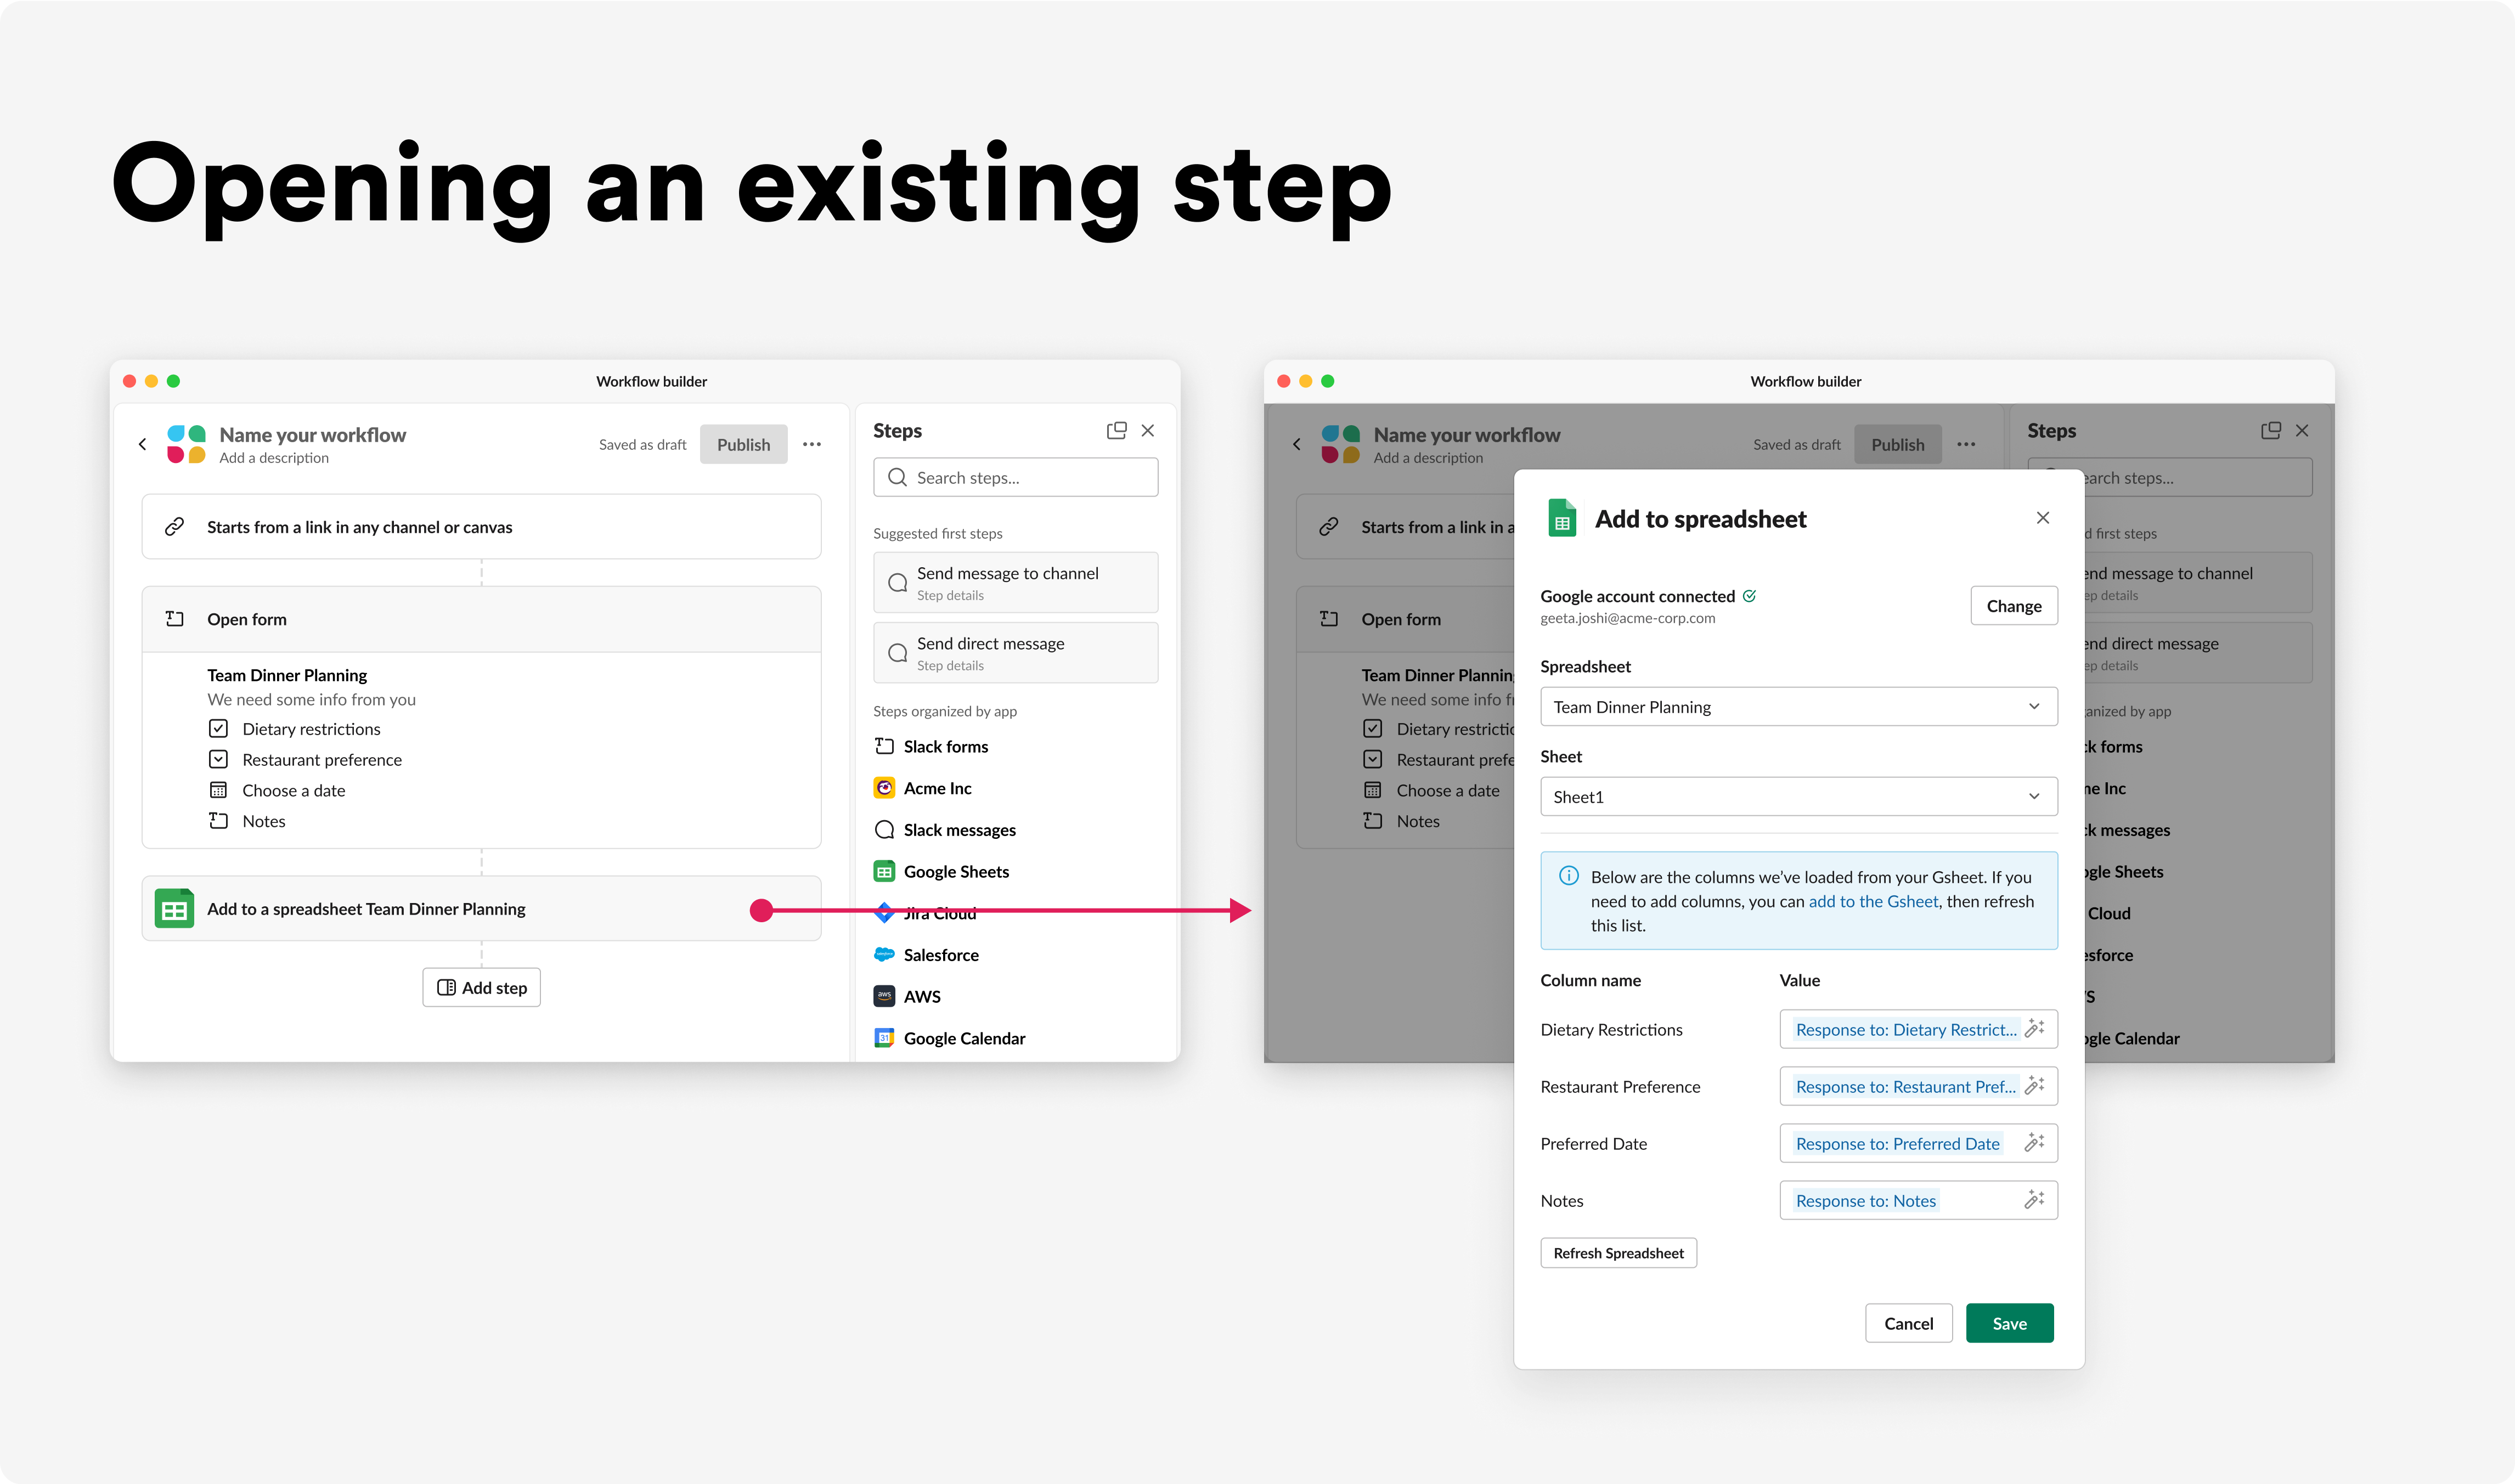 Opening an existing step
Workflow builder
Name your workflow
Add a description
Saved as draft
Publish
Starts from a link in any channel or canvas
Open form
Team Dinner Planning
We need some info from you
Dietary restrictions
Restaurant preference
Choose a date
Notes
Add to a spreadsheet Team Dinner Planning
Add step
Steps
Search steps...
Suggested first steps
Send message to channel
Step details
Send direct message
Step details
Steps organized by app
Slack forms
Acme Inc
Slack messages
Google Sheets
Jira Cloud
Salesforce
aws
AWS
31
Google Calendar
Workflow builder
Name your workflow
Add a description
Saved as draft
Publish
Starts from a link in a
Open form
Team Dinner Planning
We need some info f
Dietary restrictic
Restaurant prefe
Choose a date
Notes
Steps
earch steps...
d first steps
end message to channel
ep details
end direct message
ep details
anized by app
ck forms
me Inc
ck messages
ogle Sheets
Cloud
esforce
S
ogle Calendar
Add to spreadsheet
Google account connected
geeta.joshi@acme-corp.com
Change
Spreadsheet
Team Dinner Planning
Sheet
Sheet1
Below are the columns we’ve loaded from your Gsheet. If you
need to add columns, you can add to the Gsheet, then refresh
this list.
Column name
Value
Dietary Restrictions
Response to: Dietary Restrict...
Restaurant Preference
Response to: Restaurant Pref...
Preferred Date
Response to: Preferred Date
Notes
Response to: Notes
Refresh Spreadsheet
Cancel
Save